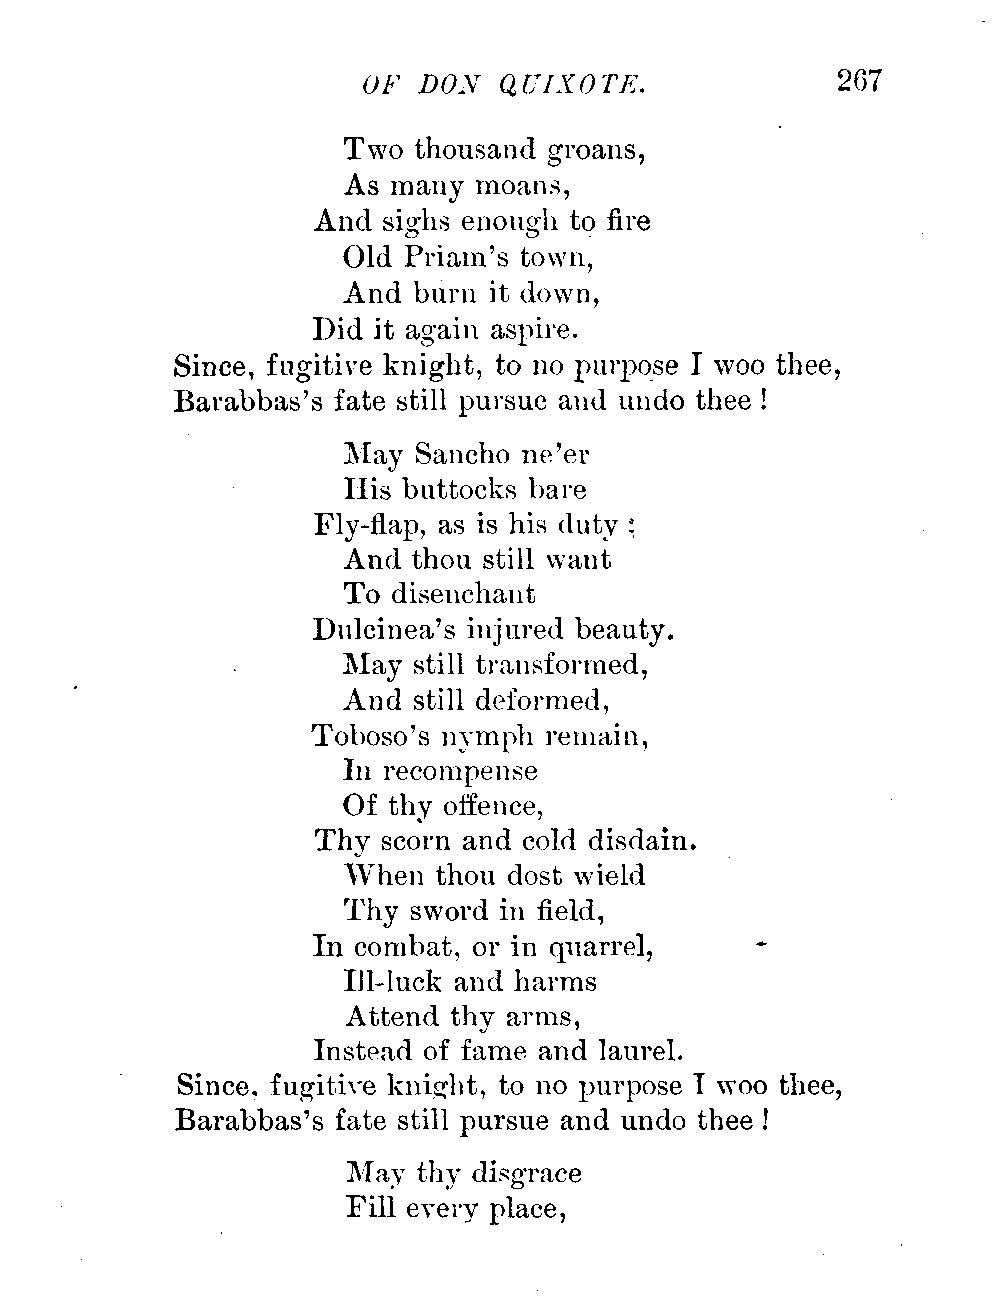 OF DON QUIXOTE. 267
Two thousand groans,
As many moans,
And sighs enough to fire
Old Priam's town,
And burn it down,
Did it again aspire.
Since, fugitive knight, to no purpose I woo thee,
Barabbas's fate still pursue and undo thee !
May Sancho ne'er
His buttocks bare
Fly-flap, as is his duty ;
And thou still want
To disenchant
Dulcinea's injured beauty.
May still transformed,
And still deformed,
Toboso's nymph remain,
In recompense
Of thy offence,
Thy scorn and cold disdain.
When thou dost wield
Thy sword in field,
In combat, or in quarrel,
Ill-luck and harms
Attend thy arms,
Instead of fame and laurel.
Since, fugitive knight, to no purpose I woo thee,
Barabbas's fate still pursue and undo thee !
May thy disgrace
Fill every place,